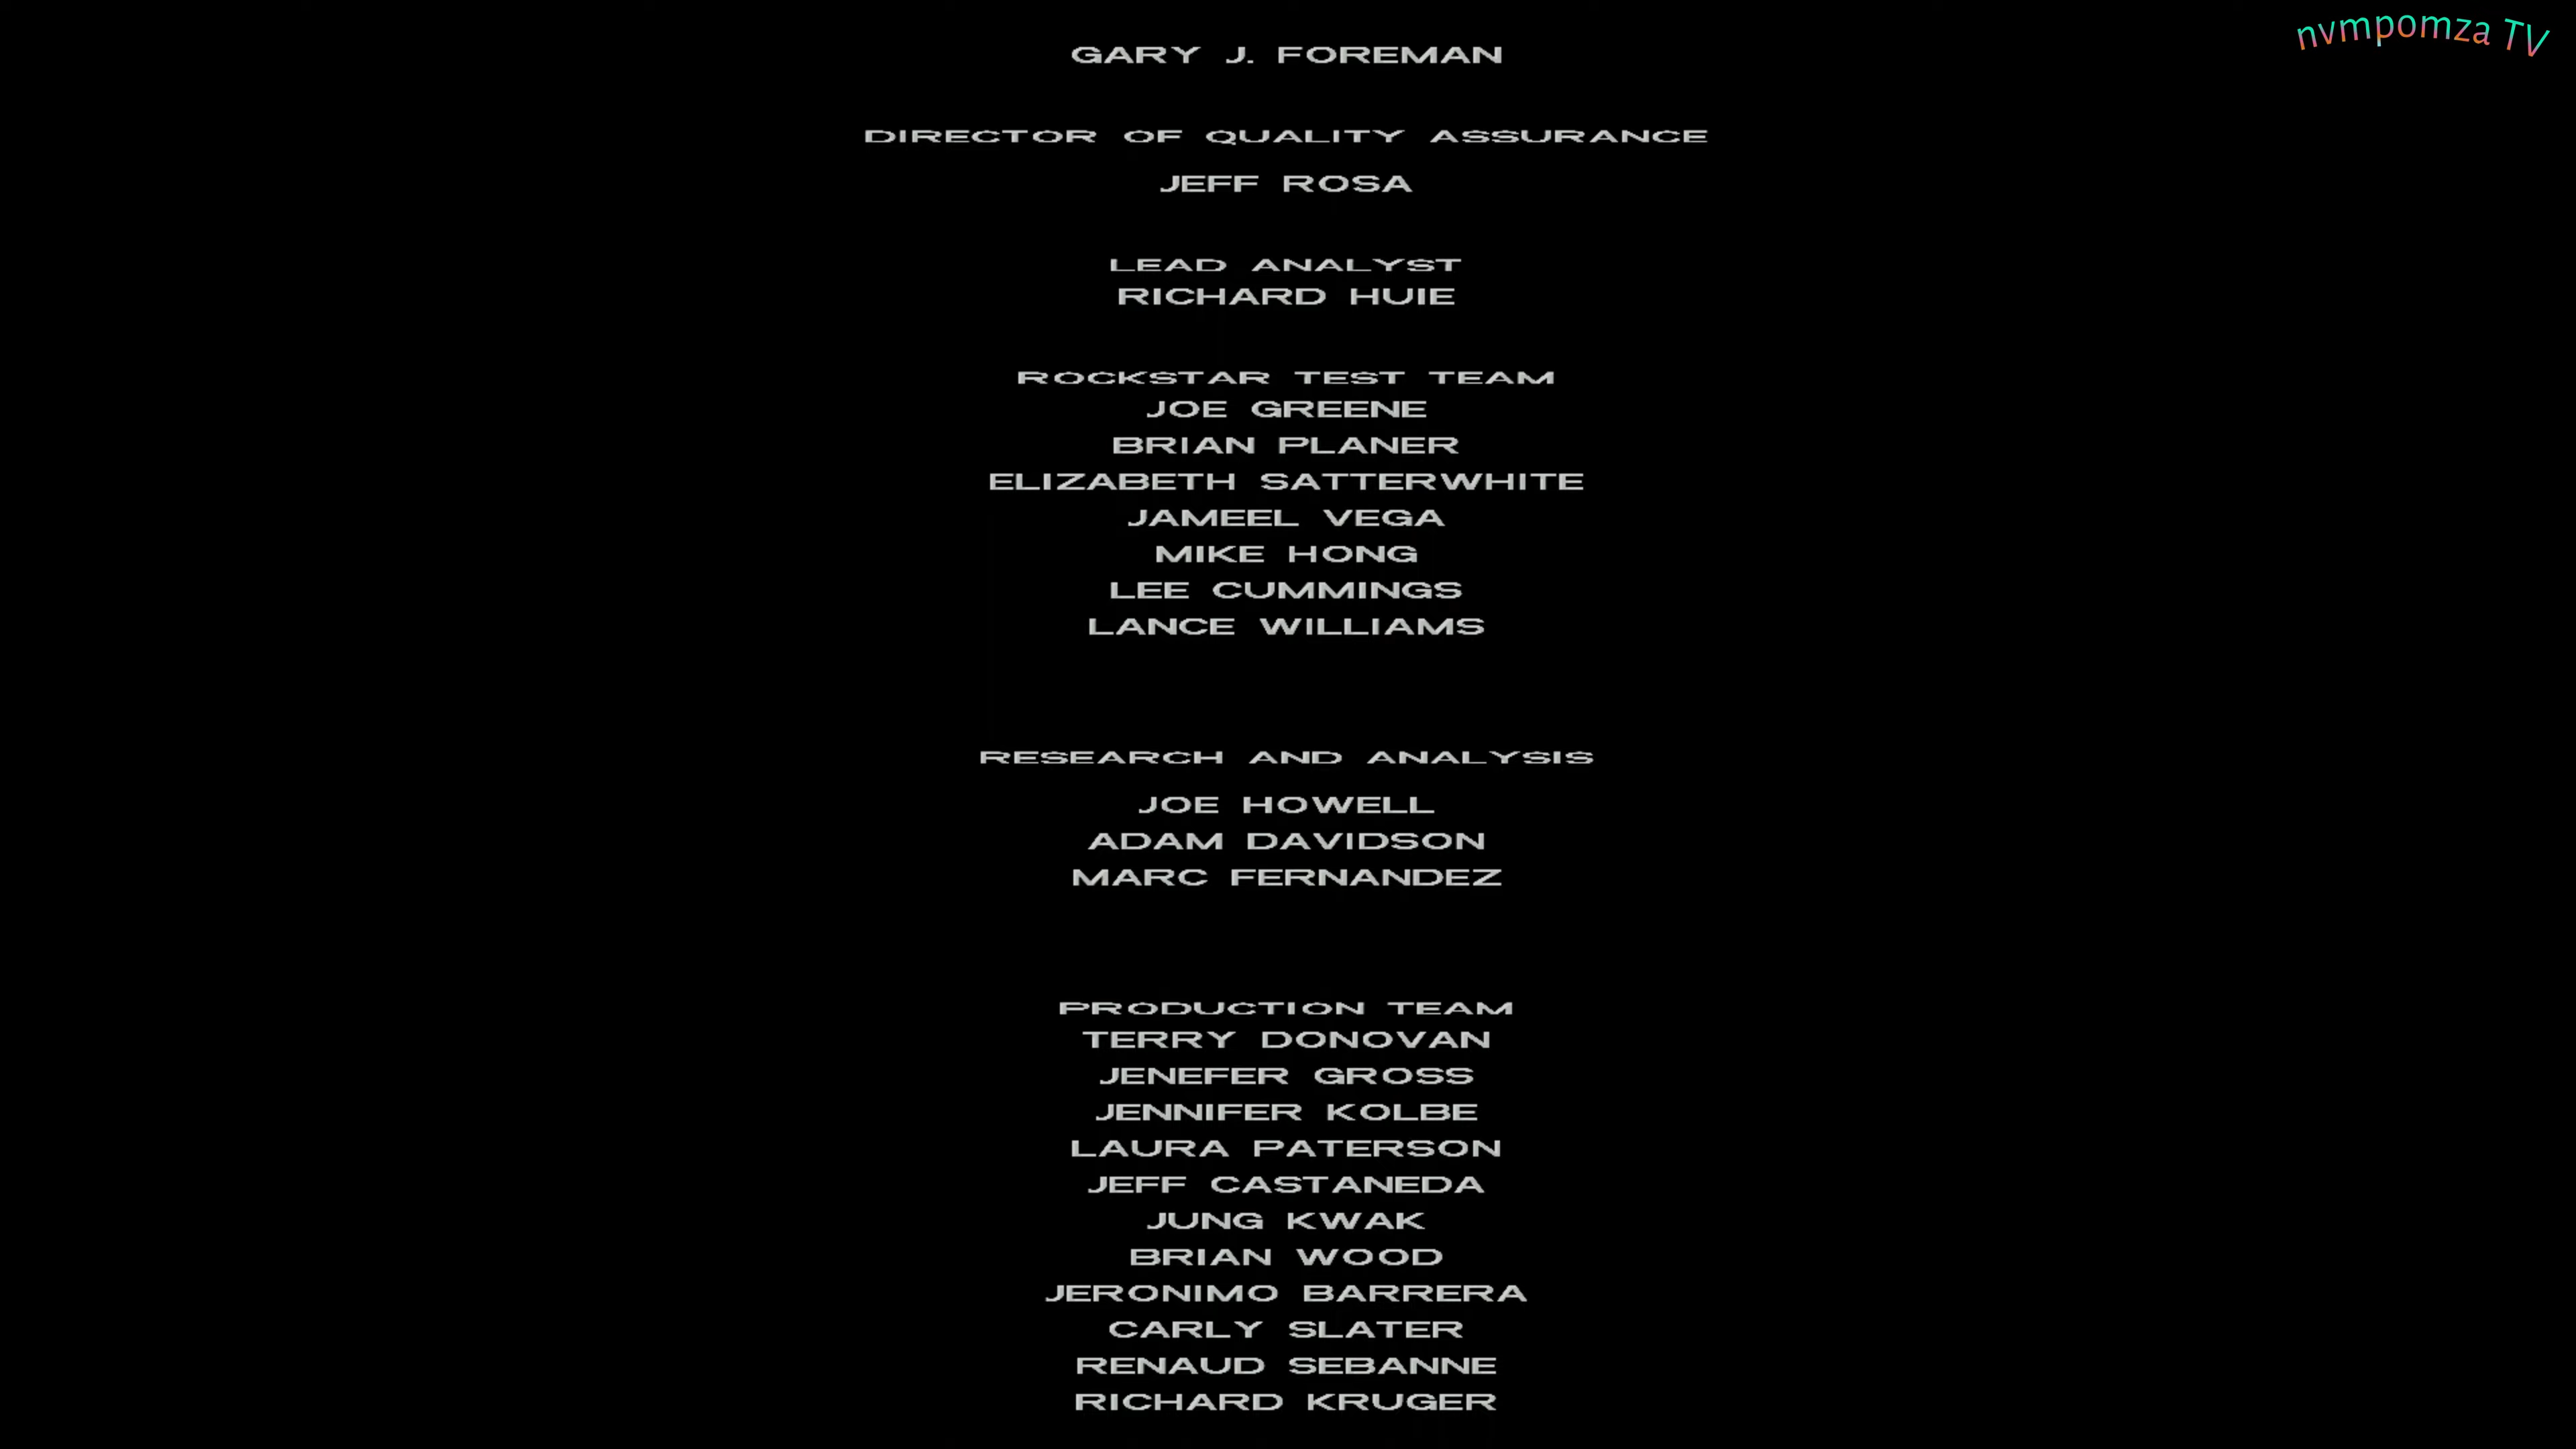 nvmpomza TV
GARY J. FOREMAN
DIRECTOR OF QUALITY ASSURANCE
JEFF ROSA
LEAD ANALYST
RICHARD HUIE
ROCKSTAR TEST TEAM
JOE GREENE
BRIAN PLANER
ELIZABETH SATTERWHITE
JAMEEL VEGA
MIKE HONG
LEE CUMMINGS
LANCE WILLIAMS
RESEARCH AND ANALYSIS
JOE HOWELL
ADAM DAVIDSON
MARC FERNANDEZ
PRODUCTION TEAM
TERRY DONOVAN
JENEFER GROSS
JENNIFER KOLBE
LAURA PATERSON
JEFF CASTANEDA
JUNG KWAK
BRIAN WOOD
JERONIMO BARRERA
CARLY SLATER
RENAUD SEBANNE
RICHARD KRUGER